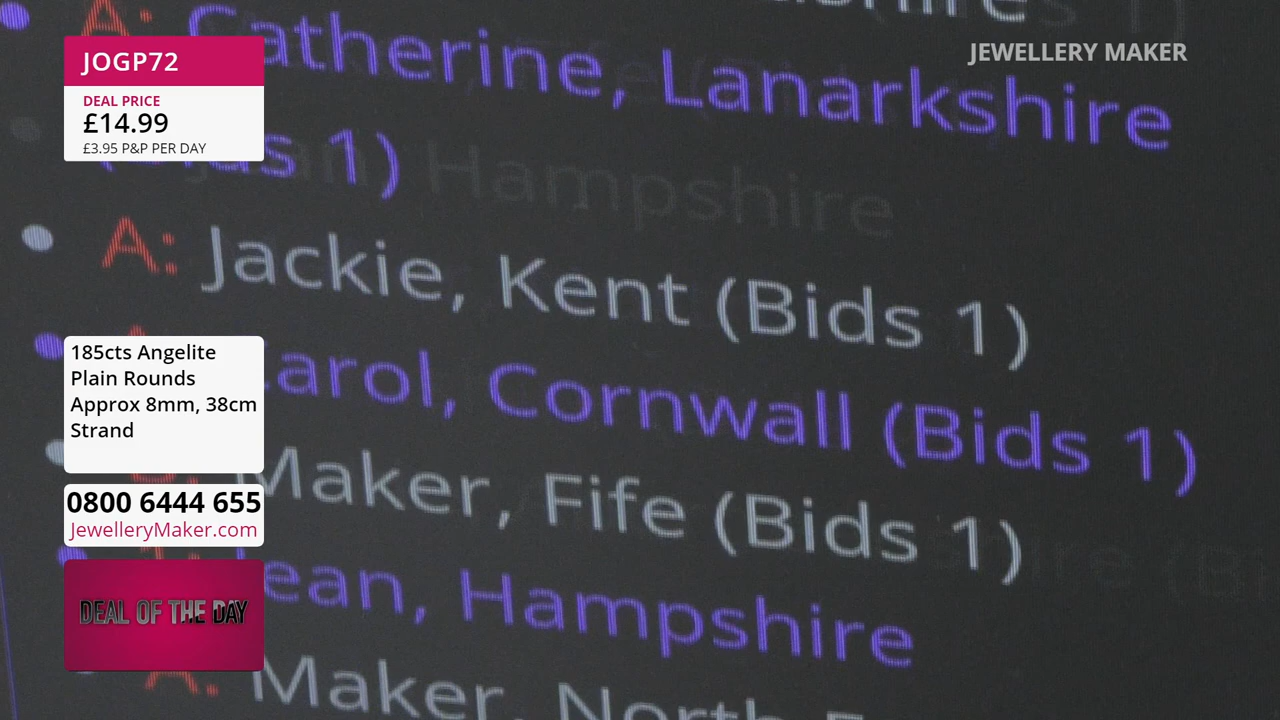 A: Catherine, Lanarkshire
JOGP72
JEWELLERY MAKER
DEAL PRICE
£14.99
£3.95 P&P PER DAY
1)
Hampshire
A: Jackie, Kent (Bids 1)
185cts Angelite
Plain Rounds
Approx 8mm, 38cm
Strand
Cornwall (Bids 1)
Maker, Fife (Bids 1)
0800 6444 655
JewelleryMaker.com
Hampshire
DEAL OF THE DAY
A: Maker, North